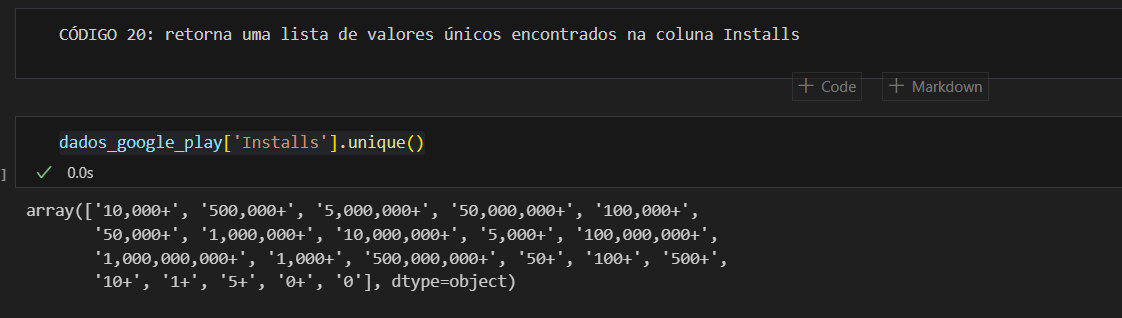 CÓDIGO 20: retorna uma lista de valores únicos encontrados na coluna Installs
+ Code + Markdown
dados_google_play['Installs'].unique()
] ✓ 0.0s
array(['10,000+', '500,000+', '5,000,000+', '50,000,000+', '100,000+',
'50,000+', '1,000,000+', '10,000,000+', '5,000+', '100,000,000+',
'1,000,000,000+', '1,000+', '500,000,000+', '50+', '100+', '500+',
'10+', '1+', '5+', '0+', '0'], dtype=object)